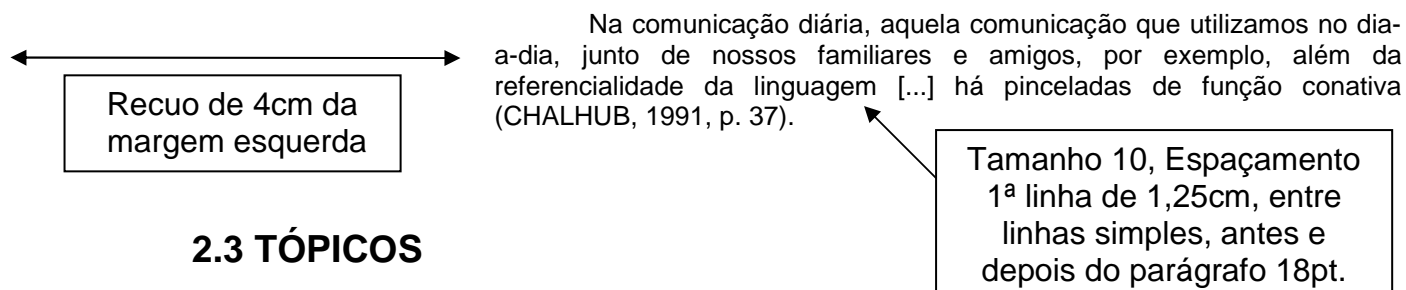 Na comunicação diária, aquela comunicação que utilizamos no dia-
a-dia, junto de nossos familiares e amigos, por exemplo, além da
referencialidade da linguagem [...] há pinceladas de função conativa
(CHALHUB, 1991, p. 37).
Recuo de 4cm da
margem esquerda
Tamanho 10, Espaçamento
1ª linha de 1,25cm, entre
linhas simples, antes e
depois do parágrafo 18pt.
2.3 TÓPICOS